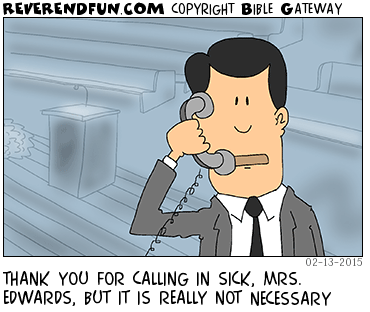 REVERENDFUN.COM COPYRIGHT BIBLE GATEWAY
02-13-2015
THANK YOU FOR CALLING IN SICK, MRS.
EDWARDS, BUT IT IS REALLY NOT NECESSARY